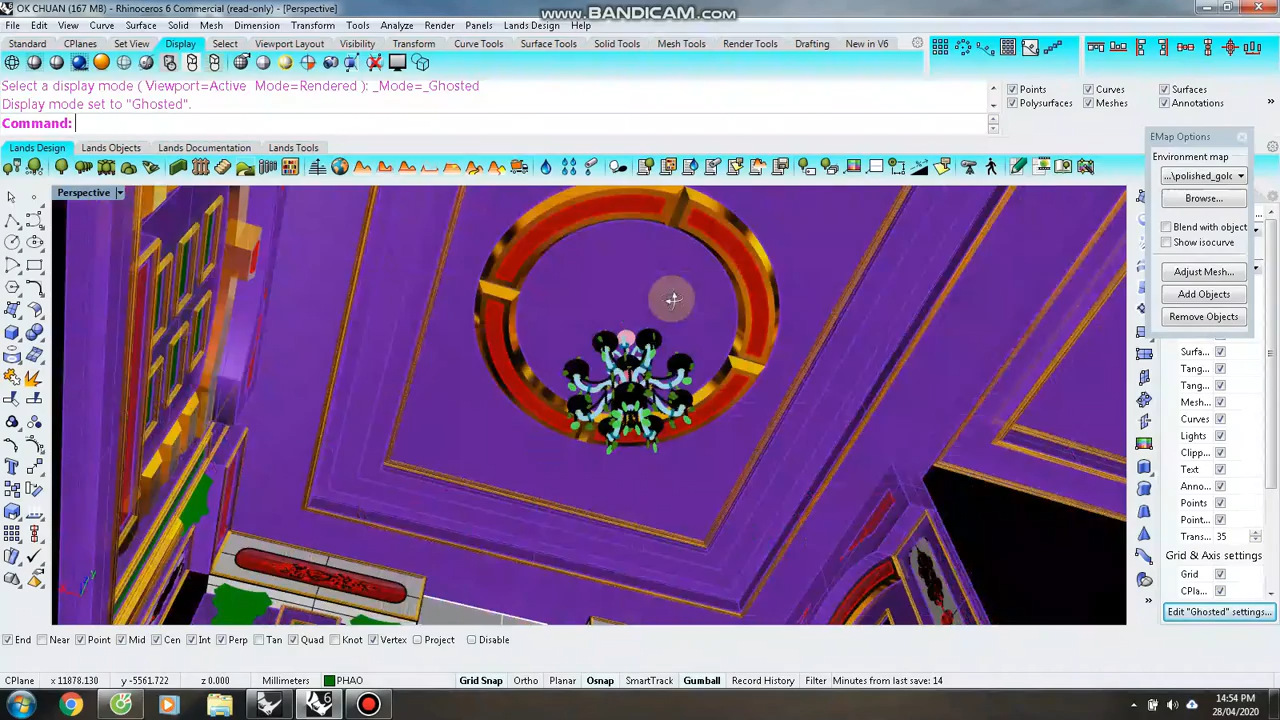 OK CHUAN (167 MB) - Rhinoceros 6 Commercial (read-only) - [Perspective]
www.BANDICAM.com
File Edit View Curve Surface Solid Mesh Dimension Transform Tools Analyze Render Panels Lands Design Help
Standard CPlanes Set View Display Select Viewport Layout Visibility Transform Curve Tools Surface Tools Solid Tools Mesh Tools Render Tools Drafting New in V
Select a display mode ( Viewport=Active Mode=Rendered ): _Mode=_Ghosted
Display mode set to "Ghosted".
Command:
Points Curves Surfaces
Polysurfaces Meshes Annotations
Lands Design Lands Objects Lands Documentation Lands Tools
Perspective
EMap Options
Environment map
...\polished_gold
Browse...
Blend with object
Show isocurve
Adjust Mesh...
Add Objects
Remove Objects
Surfa...
Tang...
Tang...
Mesh...
Curves
Lights
Clipp...
Text
Anno...
Points
Point...
Trans... 35
Grid & Axis settings
Grid
CPla...
Edit "Ghosted" settings...
End Near Point Mid Cen Int Perp Tan Quad Knot Vertex Project Disable
CPlane x 11878.130 y -5561.722 z 0.000 Millimeters PHAO Grid Snap Ortho Planar Osnap SmartTrack Gumball Record History Filter Minutes from last save: 14
14:54 PM
28/04/2020